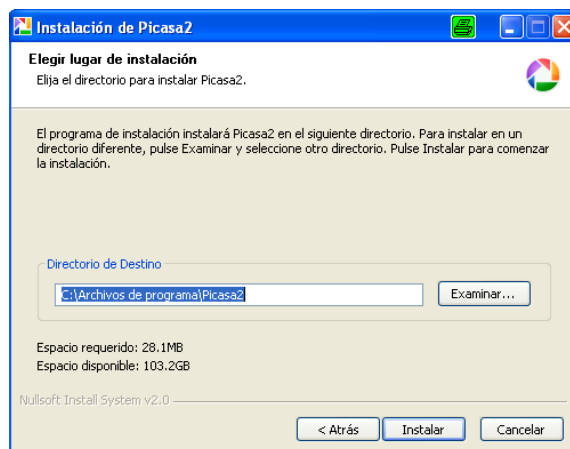 Instalación de Picasa2
Elegir lugar de instalación
Elija el directorio para instalar Picasa2.
El programa de instalación instalará Picasa2 en el siguiente directorio. Para instalar en un
directorio diferente, pulse Examinar y seleccione otro directorio. Pulse Instalar para comenzar
la instalación.
Directorio de Destino
C:\Archivos de programa\Picasa2
Examinar...
Espacio requerido: 28.1MB
Espacio disponible: 103.2GB
Nullsoft Install System v2.0
< Atrás
Instalar
Cancelar